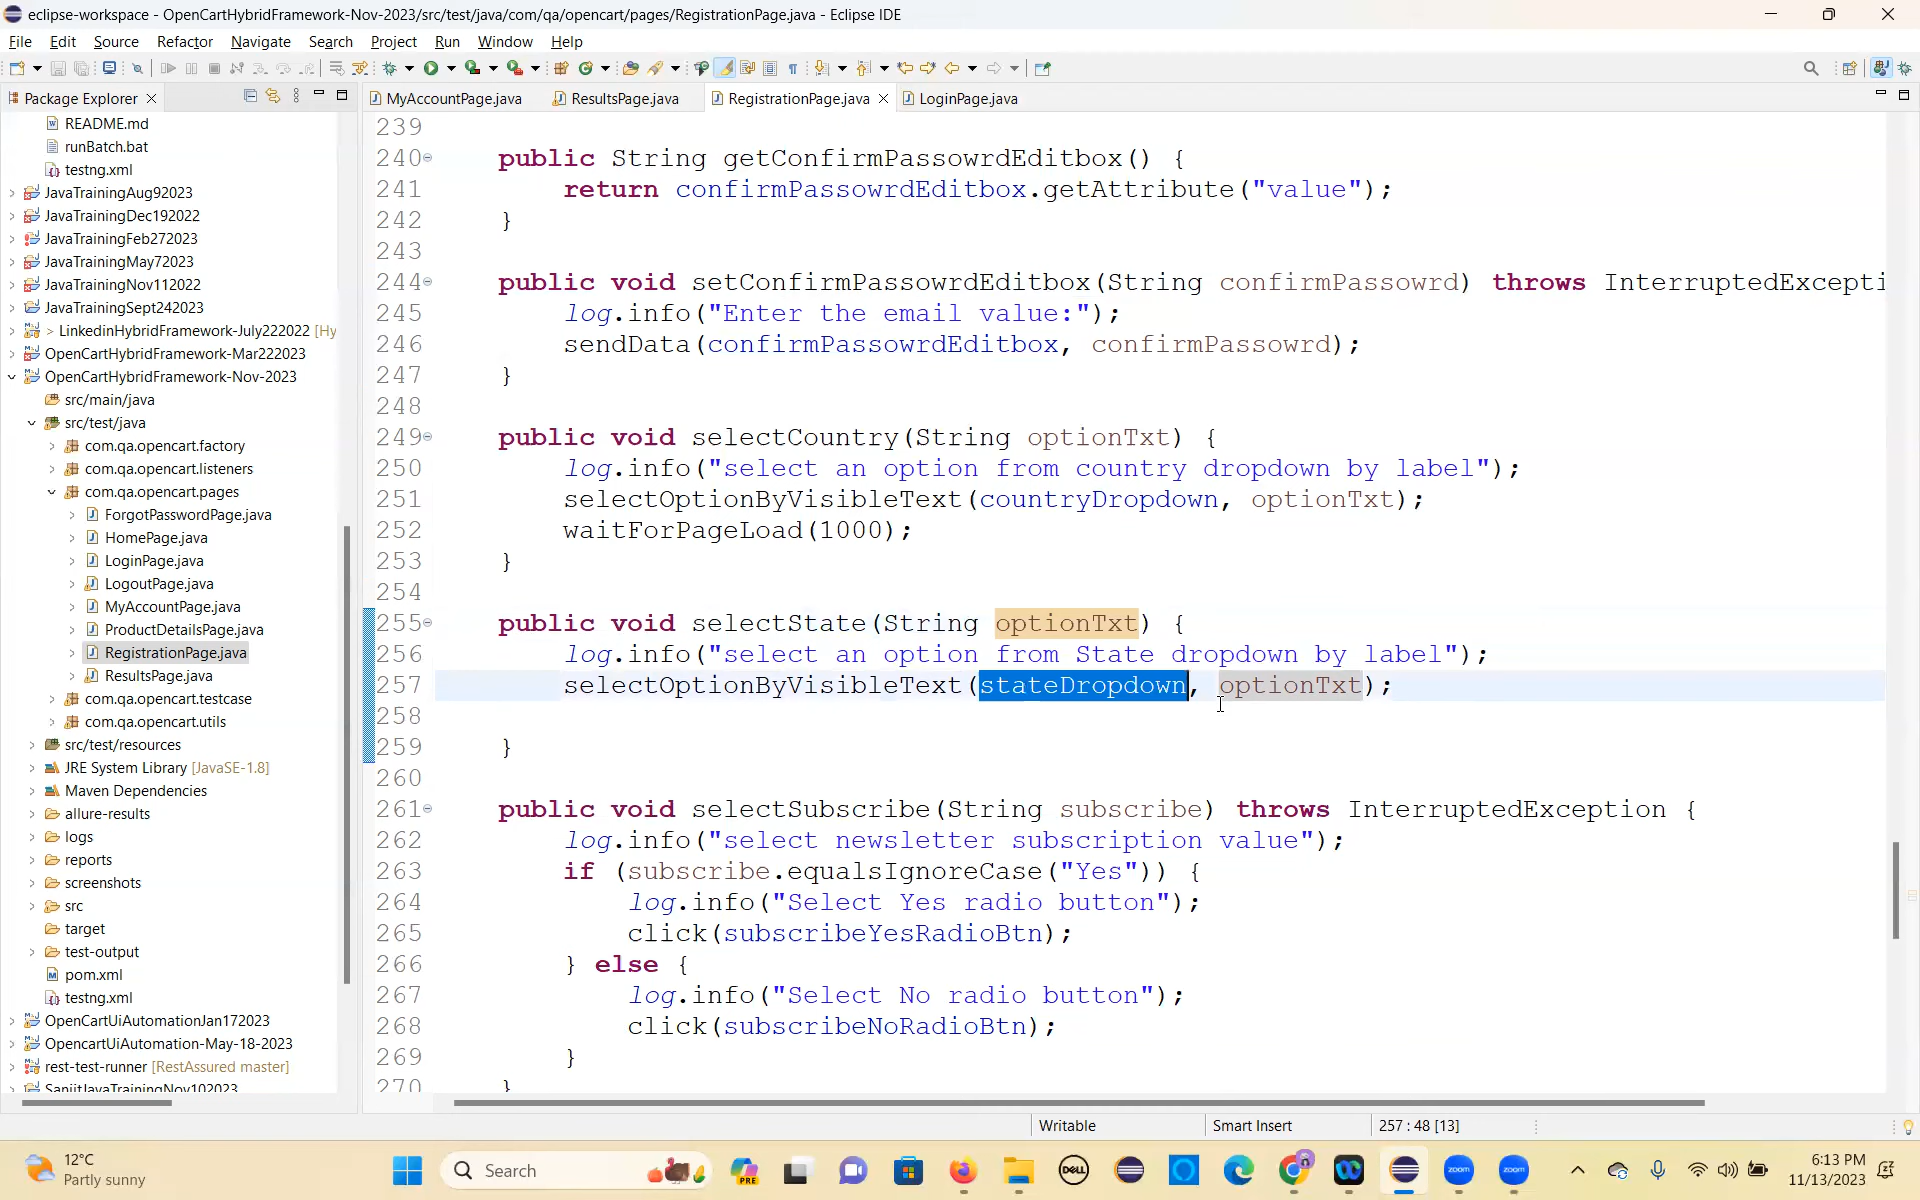 eclipse-workspace - OpenCartHybridFramework-Nov-2023/src/test/java/com/qa/opencart/pages/RegistrationPage.java - Eclipse IDE
File Edit Source Refactor Navigate Search Project Run Window Help
Package Explorer
README.md
runBatch.bat
testng.xml
JavaTrainingAug92023
JavaTrainingDec192022
JavaTrainingFeb272023
JavaTrainingMay72023
JavaTrainingNov112022
JavaTrainingSept242023
> LinkedinHybridFramework-July222022 [Hy
OpenCartHybridFramework-Mar222023
OpenCartHybridFramework-Nov-2023
src/main/java
src/test/java
com.qa.opencart.factory
com.qa.opencart.listeners
com.qa.opencart.pages
ForgotPasswordPage.java
HomePage.java
LoginPage.java
LogoutPage.java
MyAccountPage.java
ProductDetailsPage.java
RegistrationPage.java
ResultsPage.java
com.qa.opencart.testcase
com.qa.opencart.utils
src/test/resources
JRE System Library [JavaSE-1.8]
Maven Dependencies
allure-results
logs
reports
screenshots
src
target
test-output
pom.xml
testng.xml
OpenCartUiAutomationJan172023
OpencartUiAutomation-May-18-2023
rest-test-runner [RestAssured master]
SanjitJavaTrainingNov102023
MyAccountPage.java ResultsPage.java RegistrationPage.java LoginPage.java
239
240 public String getConfirmPassowrdEditbox() {
241 return confirmPassowrdEditbox.getAttribute("value");
242 }
243
244 public void setConfirmPassowrdEditbox(String confirmPassowrd) throws InterruptedExcepti
245 log.info("Enter the email value:");
246 sendData(confirmPassowrdEditbox, confirmPassowrd);
247 }
248
249 public void selectCountry(String optionTxt) {
250 log.info("select an option from country dropdown by label");
251 selectOptionByVisibleText(countryDropdown, optionTxt);
252 waitForPageLoad(1000);
253 }
254
255 public void selectState(String optionTxt) {
256 log.info("select an option from State dropdown by label");
257 selectOptionByVisibleText(stateDropdown, optionTxt);
258
259 }
260
261 public void selectSubscribe(String subscribe) throws InterruptedException {
262 log.info("select newsletter subscription value");
263 if (subscribe.equalsIgnoreCase("Yes")) {
264 log.info("Select Yes radio button");
265 click(subscribeYesRadioBtn);
266 } else {
267 log.info("Select No radio button");
268 click(subscribeNoRadioBtn);
269 }
270 }
Writable Smart Insert 257 : 48 [13]
12°C
Partly sunny
Search
PRE
DELL
zoom
zoom
6:13 PM
11/13/2023